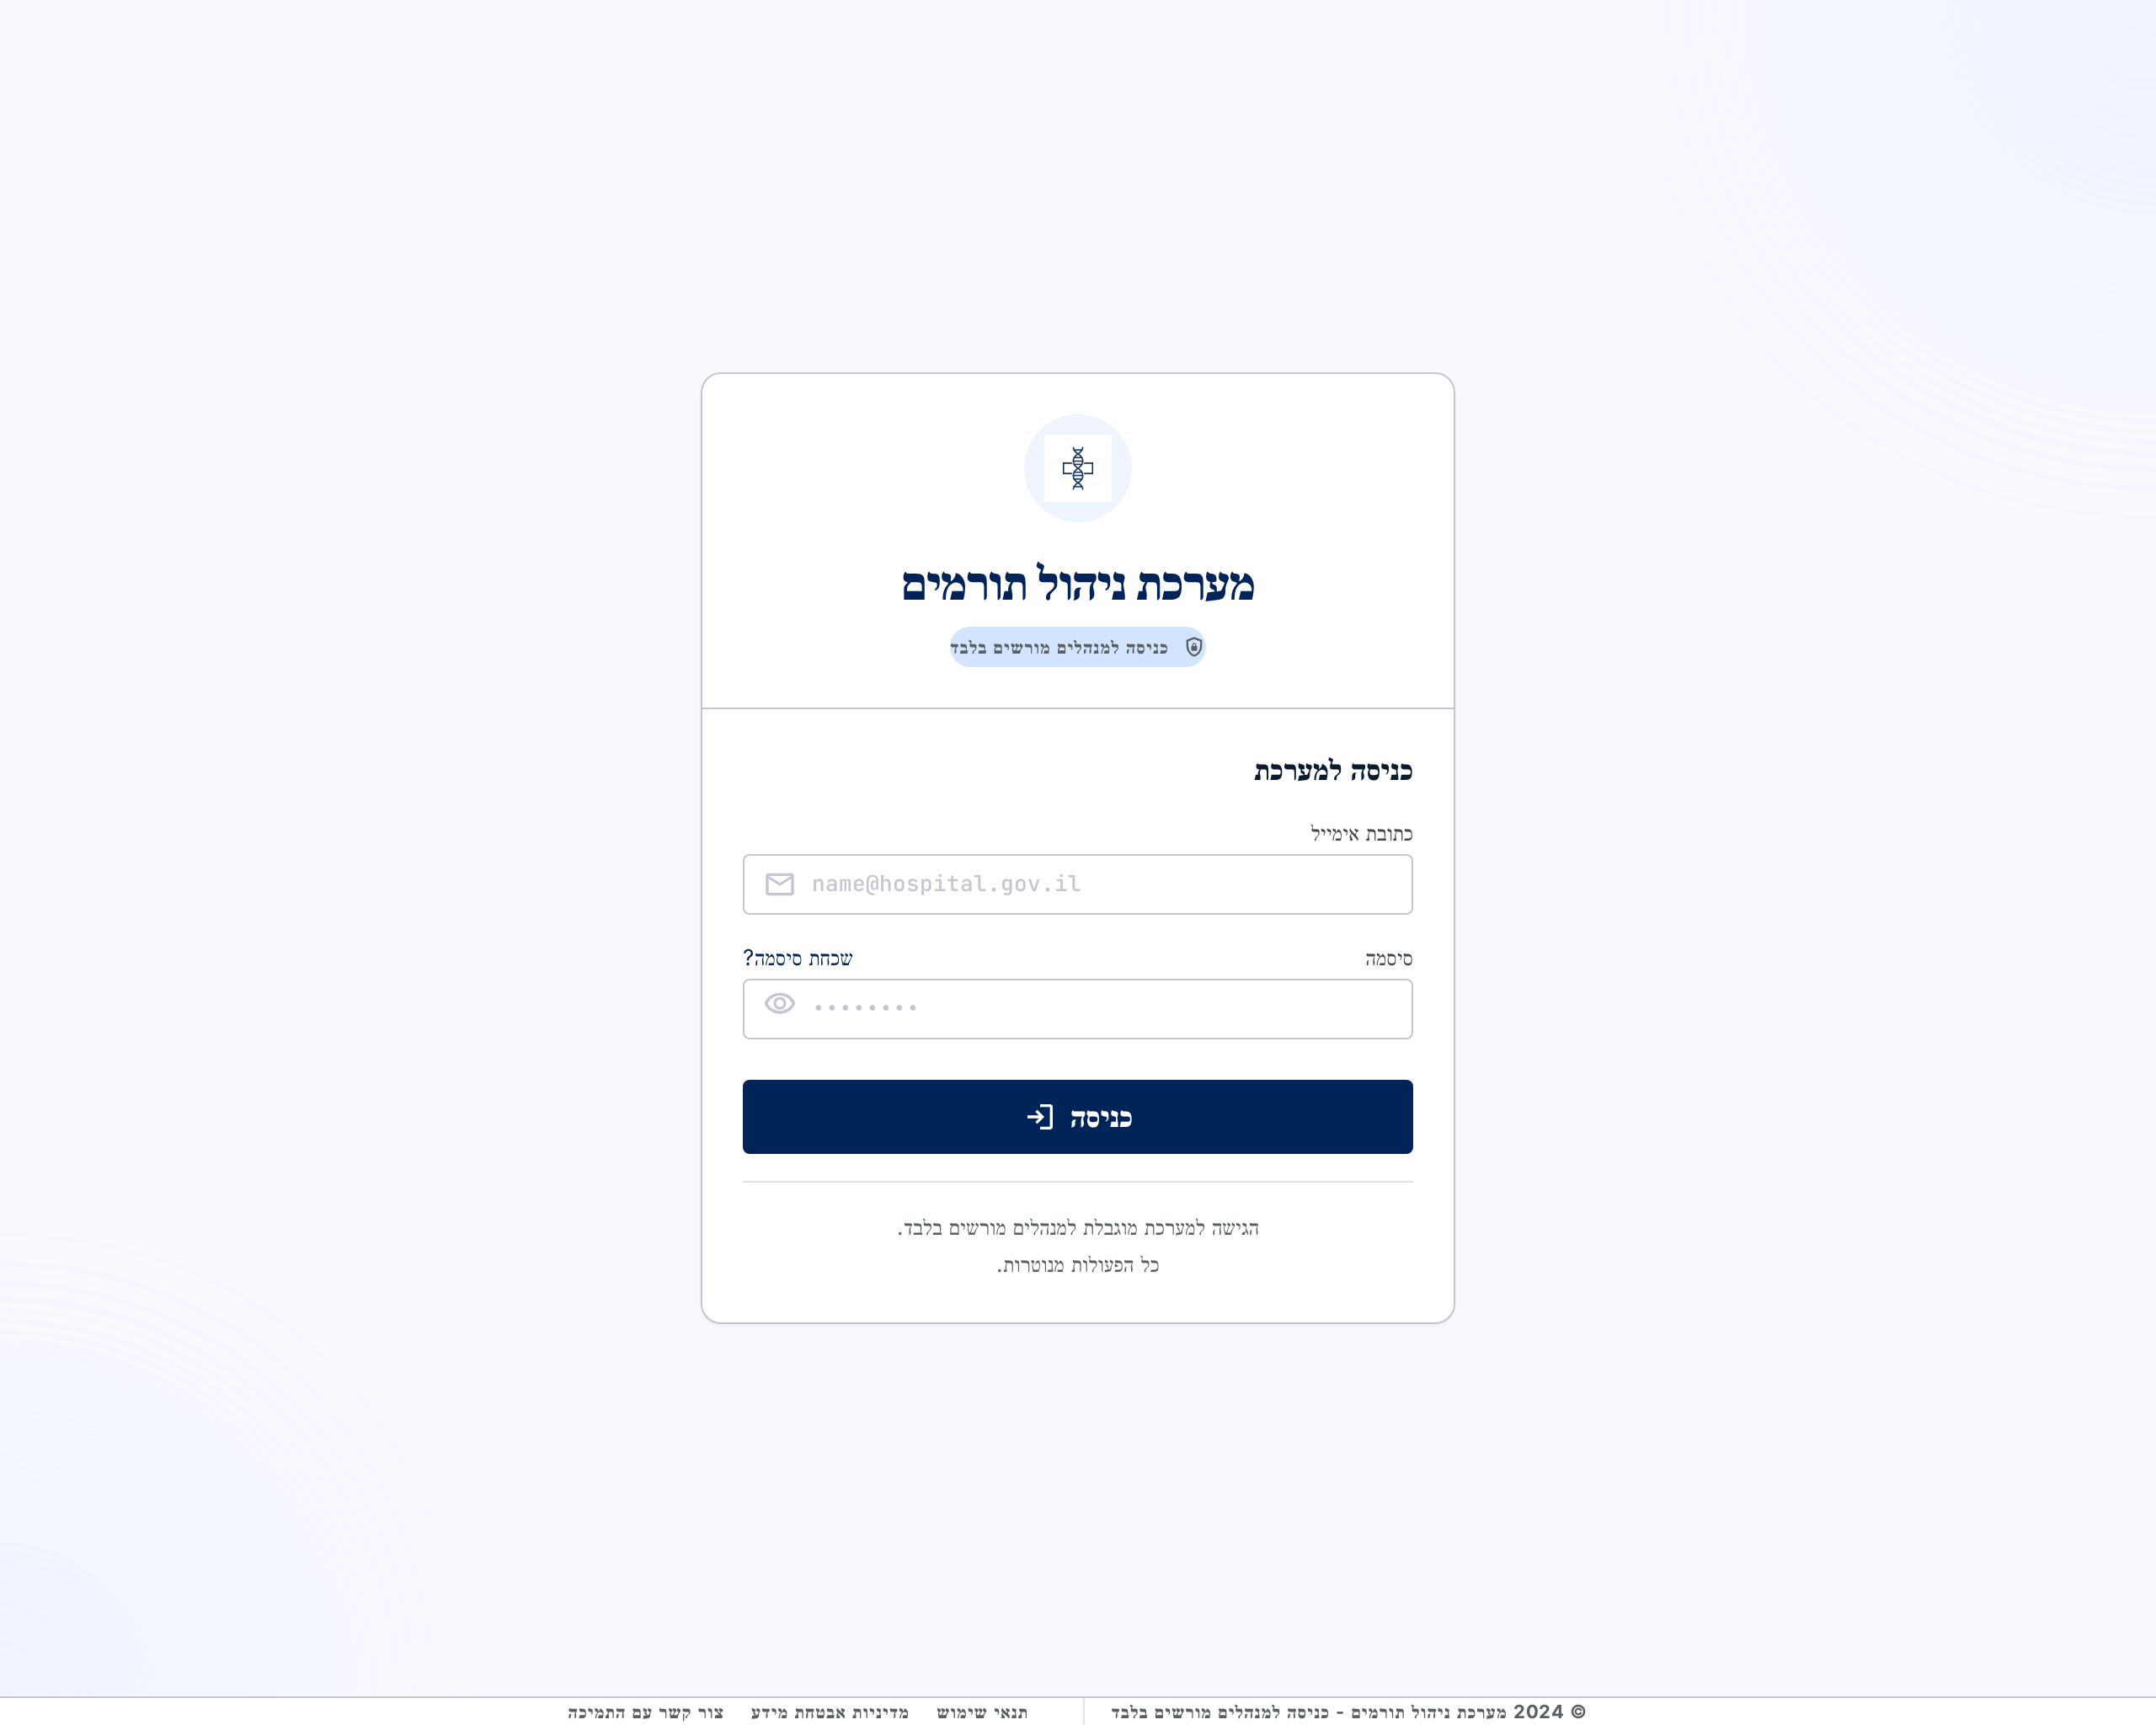 מערכת ניהול תורמים
כניסה למנהלים מורשים בלבד
כניסה למערכת
כתובת אימייל
name@hospital.gov.il
סיסמה
שכחת סיסמה?
••••••••
כניסה
הגישה למערכת מוגבלת למנהלים מורשים בלבד.
כל הפעולות מנוטרות.
© 2024 מערכת ניהול תורמים - כניסה למנהלים מורשים בלבד
תנאי שימוש
מדיניות אבטחת מידע
צור קשר עם התמיכה